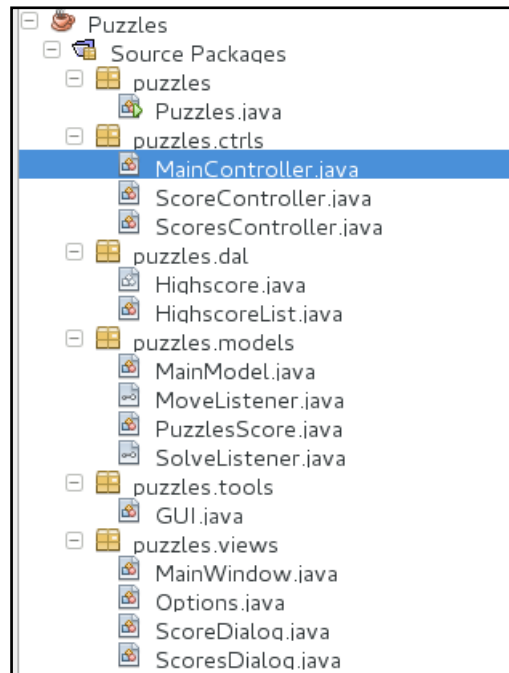 Puzzles
Source Packages
puzzles
Puzzles.java
puzzles.ctrls
MainController.java
ScoreController.java
ScoresController.java
puzzles.dal
Highscore.java
HighscoreList.java
puzzles.models
MainModel.java
MoveListener.java
PuzzlesScore.java
SolveListener.java
puzzles.tools
GUI.java
puzzles.views
MainWindow.java
Options.java
ScoreDialog.java
ScoresDialog.java